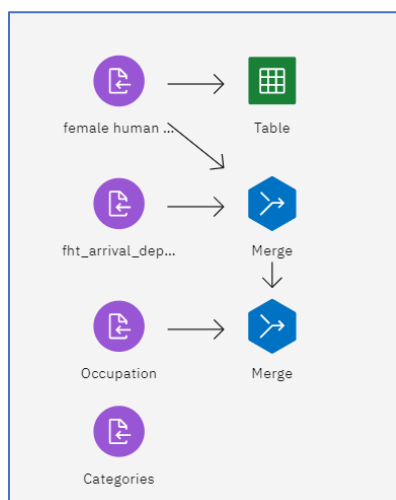 female human ...
Table
fht_arrival_dep...
Merge
Occupation
Merge
Categories